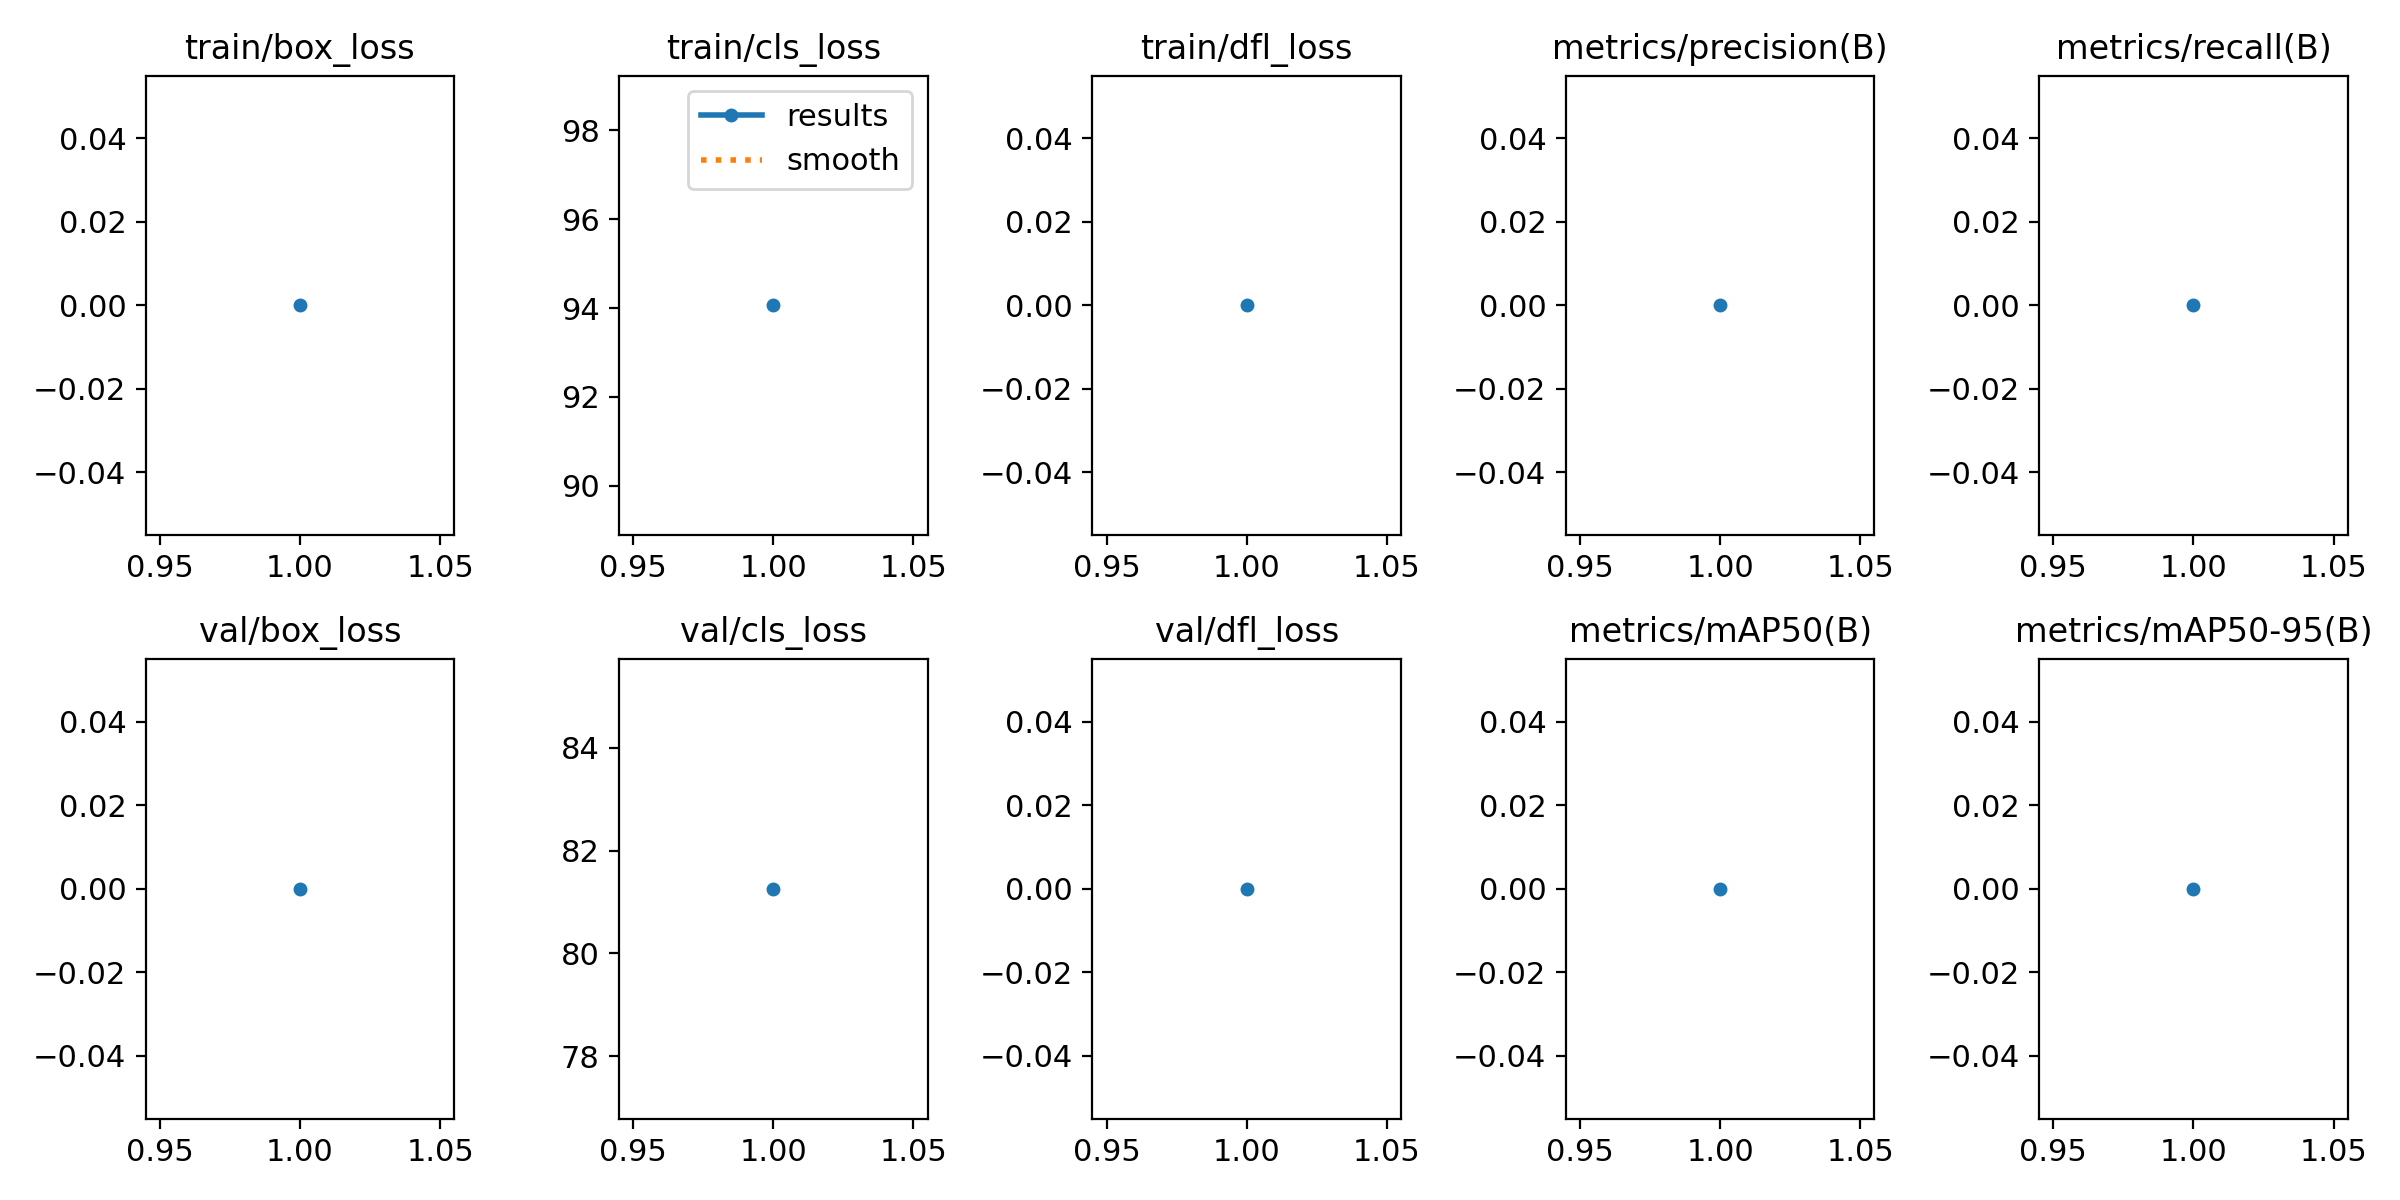 train/box_loss
train/cls_loss
train/dfl_loss
metrics/precision(B)
metrics/recall(B)
0.04
0.02
0.00
−0.02
−0.04
0.95 1.00 1.05
98
96
94
92
90
results
smooth
0.95 1.00 1.05
0.04
0.02
0.00
−0.02
−0.04
0.95 1.00 1.05
0.04
0.02
0.00
−0.02
−0.04
0.95 1.00 1.05
0.04
0.02
0.00
−0.02
−0.04
0.95 1.00 1.05
val/box_loss
val/cls_loss
val/dfl_loss
metrics/mAP50(B)
metrics/mAP50-95(B)
0.04
0.02
0.00
−0.02
−0.04
0.95 1.00 1.05
84
82
80
78
0.95 1.00 1.05
0.04
0.02
0.00
−0.02
−0.04
0.95 1.00 1.05
0.04
0.02
0.00
−0.02
−0.04
0.95 1.00 1.05
0.04
0.02
0.00
−0.02
−0.04
0.95 1.00 1.05